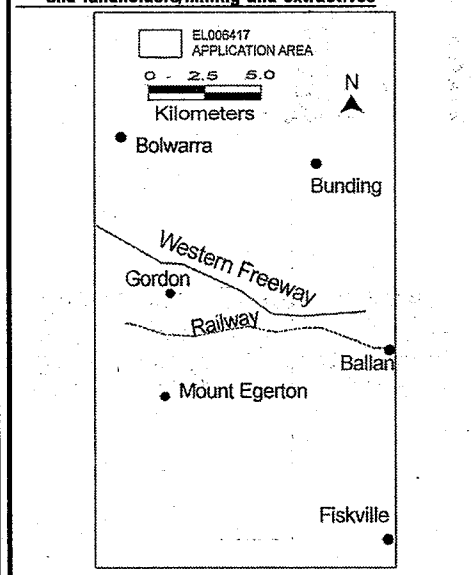 and landholders/mining and extractives
EL006417
APPLICATION AREA
0 - 2.5 5.0
Kilometers
N
Bolwarra
Bunding
Western Freeway
Gordon
Railway
Ballan
Mount Egerton
Fiskville